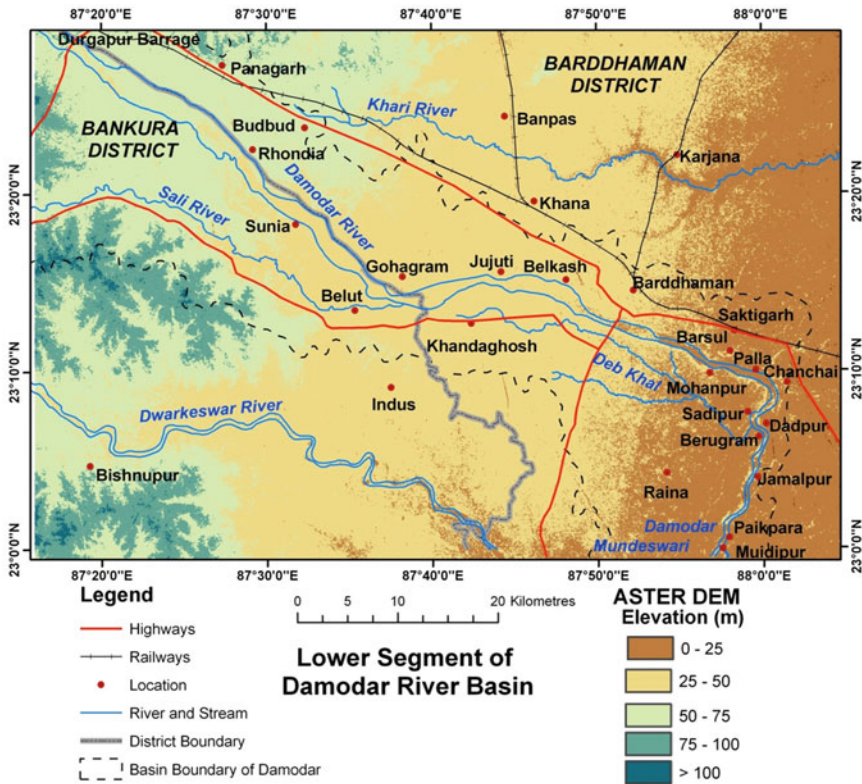 87°20'0"E 87°30'0"E 87°40'0"E 87°50'0"E 88°0'0"E
Durgapur Barrage
Panagarh
BARDDHAMAN
DISTRICT
Khari River
Banpas
BANKURA
DISTRICT
Budbud
Rhondia
Karjana
Damodar River
23°20'0"N
23°20'0"N
Sali River
Khana
Sunia
Gohagram
Jujuti
Belkash
Barddhaman
Belut
Saktigarh
Khandaghosh
Barsul
Palla
Chanchai
23°10'0"N
23°10'0"N
Deb Khal
Mohanpur
Indus
Sadipur
Dadpur
Dwarkeswar River
Berugram
Bishnupur
Raina
Jamalpur
Damodar
Paikpara
Mundeswari
Muidipur
23°0'0"N
23°0'0"N
87°20'0"E 87°30'0"E 87°40'0"E 87°50'0"E 88°0'0"E
Legend
Highways
Railways
Location
River and Stream
District Boundary
Basin Boundary of Damodar
0 5 10 20 Kilometres
Lower Segment of
Damodar River Basin
ASTER DEM
Elevation (m)
0 - 25
25 - 50
50 - 75
75 - 100
> 100